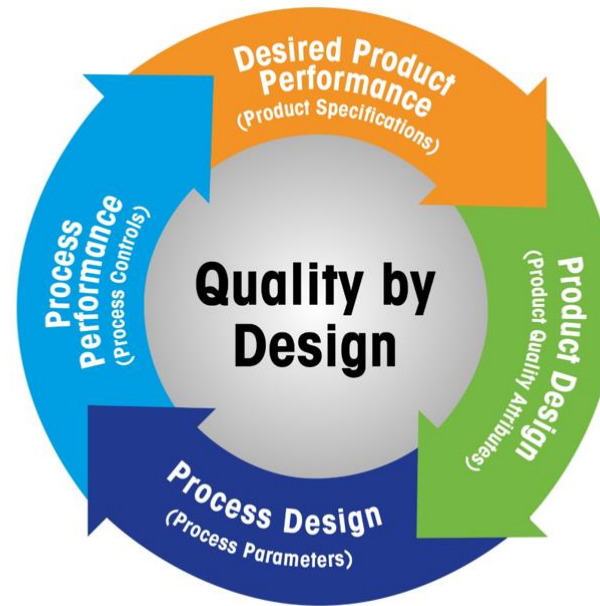 Desired Product
Performance
(Product Specifications)
Product Design
(Product Quality Attributes)
Process Design
(Process Parameters)
Process
Performance
(Process Controls)
Quality by
Design